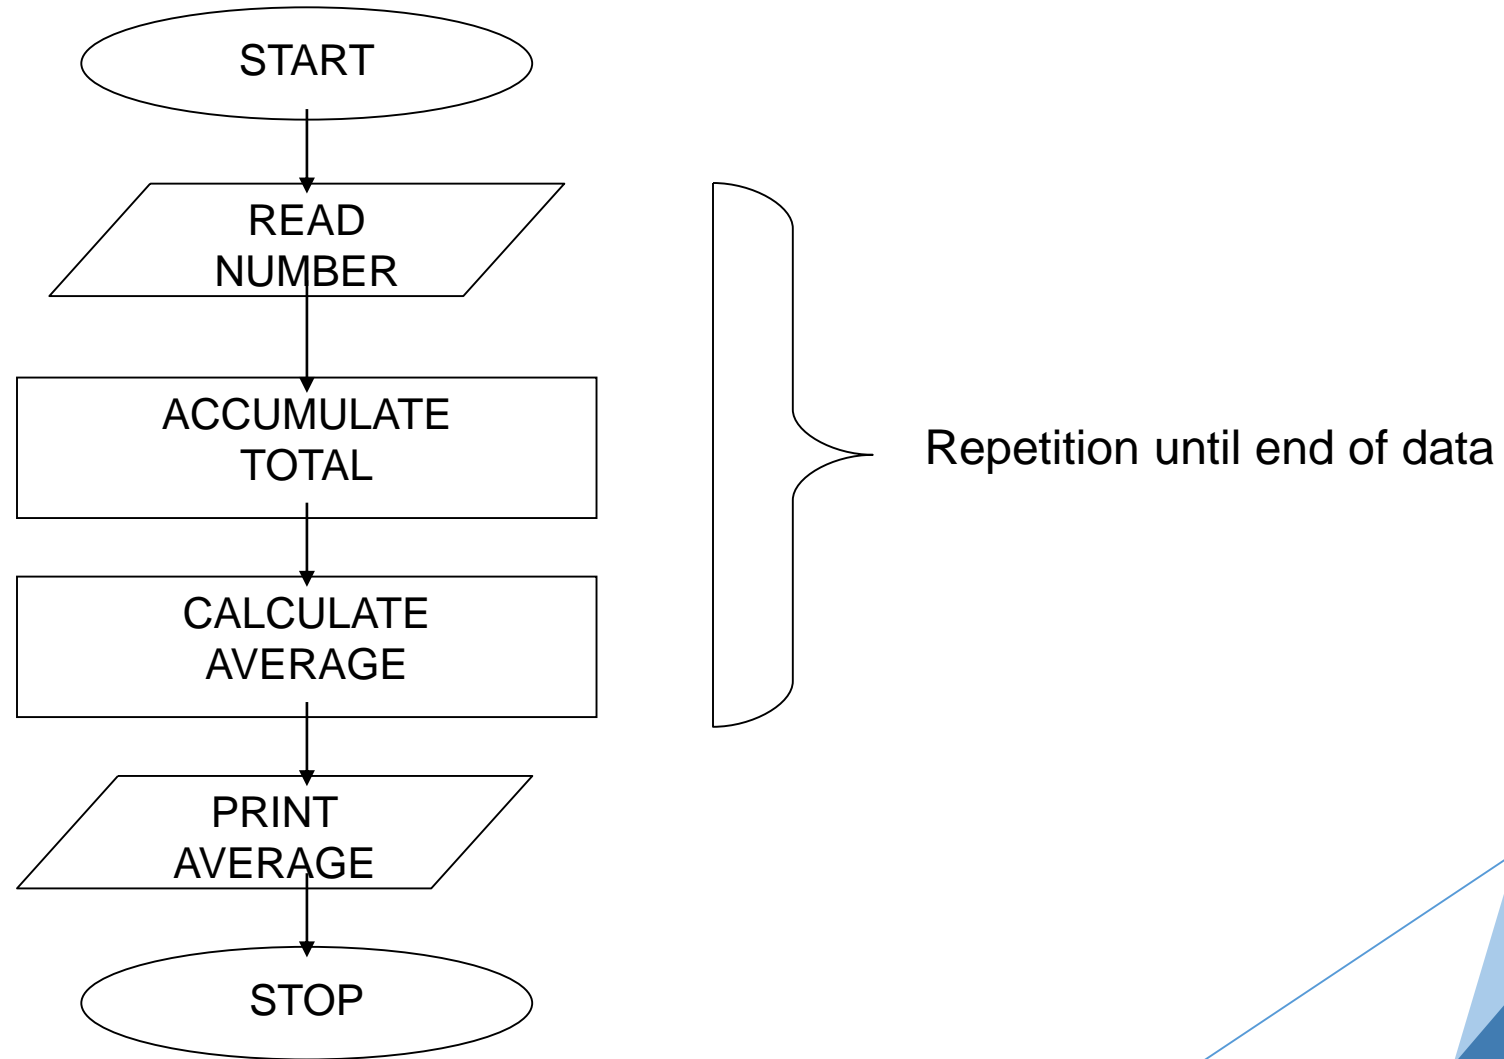 START
READ
NUMBER
ACCUMULATE
TOTAL
Repetition until end of data
CALCULATE
AVERAGE
PRINT
AVERAGE
STOP